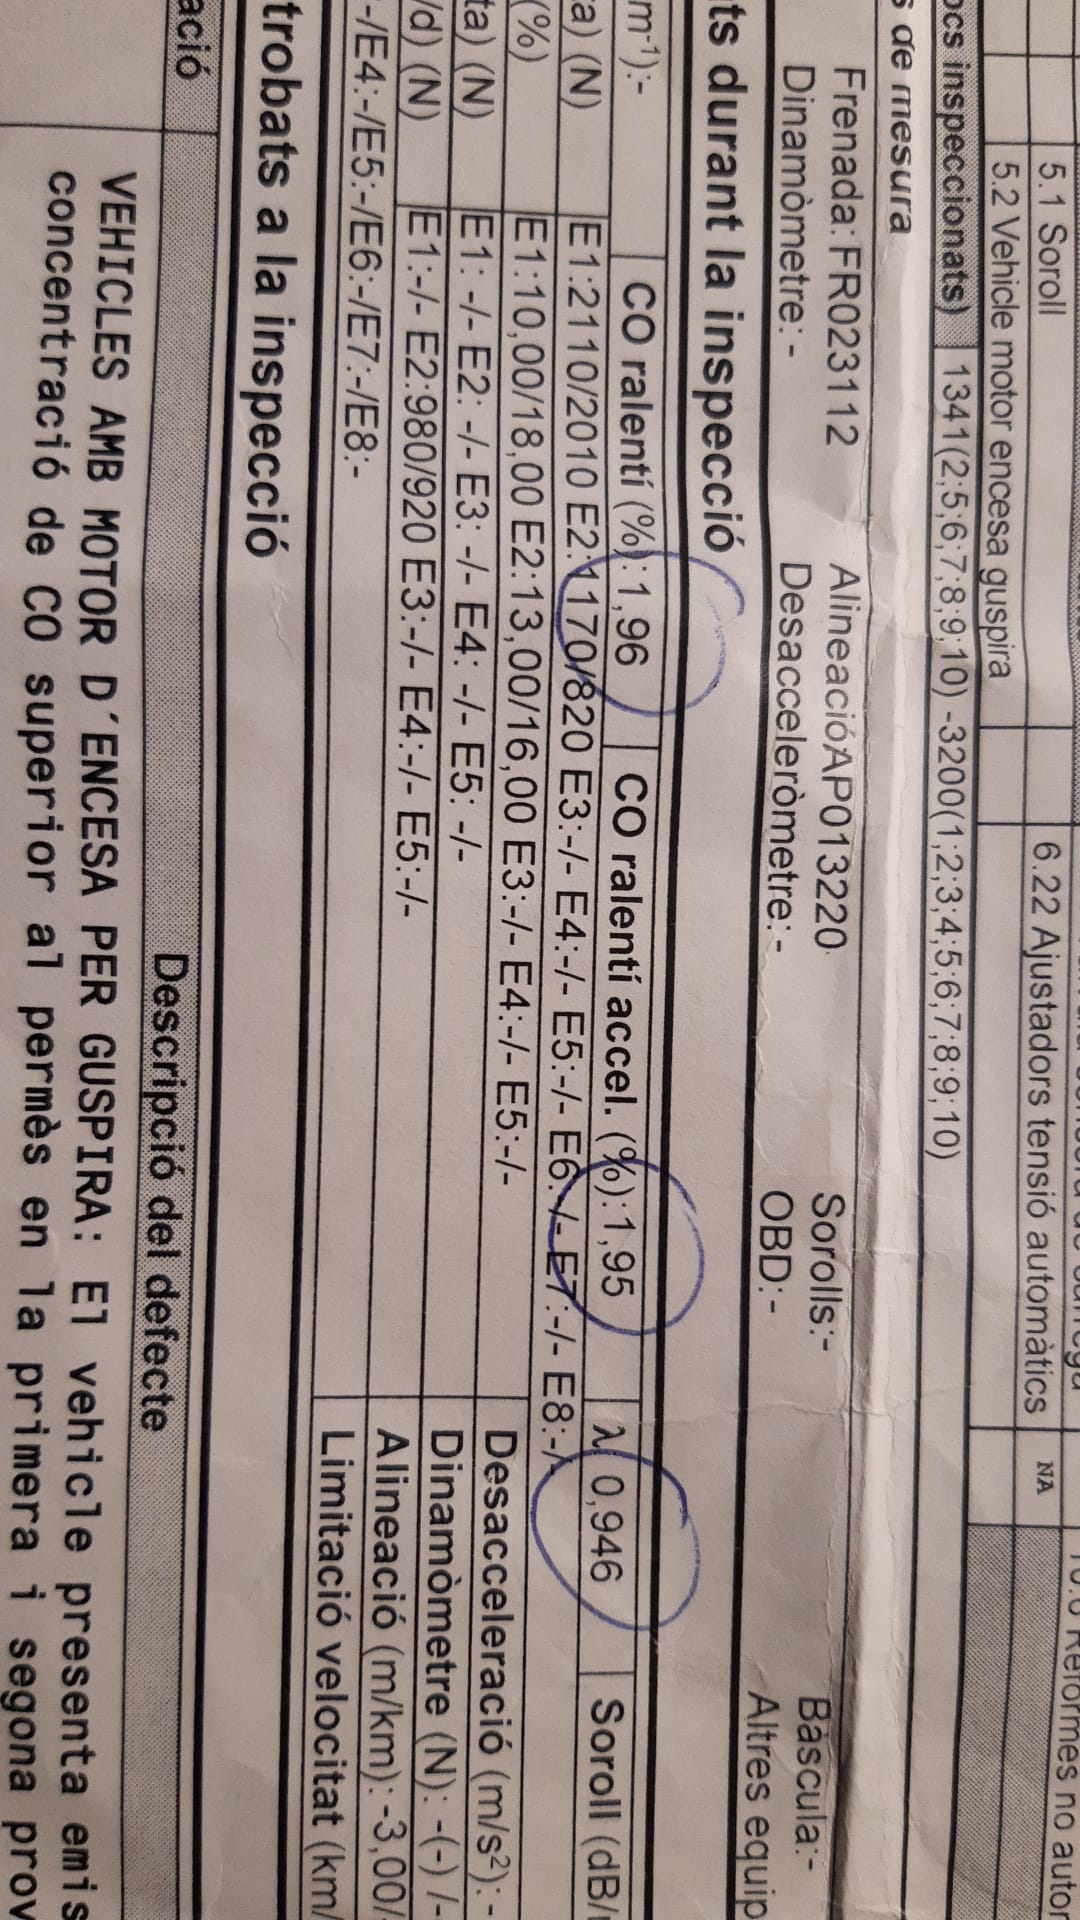 5.1 Soroll
6.22 Ajustadors tensió automàtics
NA
5.2 Vehicle motor encesa guspira
inspeccionats) 1341(2;5;6;7;8;9;10) -3200(1;2;3;4;5;6;7;8;9;10)
de mesura
Frenada: FR023112 AlineacióAP013220 Sorolls:- Bàscula:-
Dinamòmetre:- Desacceleròmetre:- OBD:- Altres equip
ts durant la inspecció
m-1):- CO ralentí (%):1,96 CO ralentí accel. (%):1,95 λ 0,946 Soroll (dB/
a) (N) E1:2110/2010 E2:1170/820 E3:-/- E4:-/- E5:-/- E6:-/- E7:-/- E8:-/
(%) E1:10,00/18,00 E2:13,00/16,00 E3:-/- E4:-/- E5:-/- Desacceleració (m/s²):-
ta) (N) E1: -/- E2: -/- E3: -/- E4: -/- E5: -/- Dinamòmetre (N): -(-) /-
/d) (N) E1:-/- E2:980/920 E3:-/- E4:-/- E5:-/- Alineació (m/km): -3,00/
-/E4:-/E5:-/E6:-/E7:-/E8:- Limitació velocitat (km/
trobats a la inspecció
ació Descripció del defecte
VEHICLES AMB MOTOR D´ENCESA PER GUSPIRA: El vehicle presenta emis
concentració de CO superior al permès en la primera i segona prov